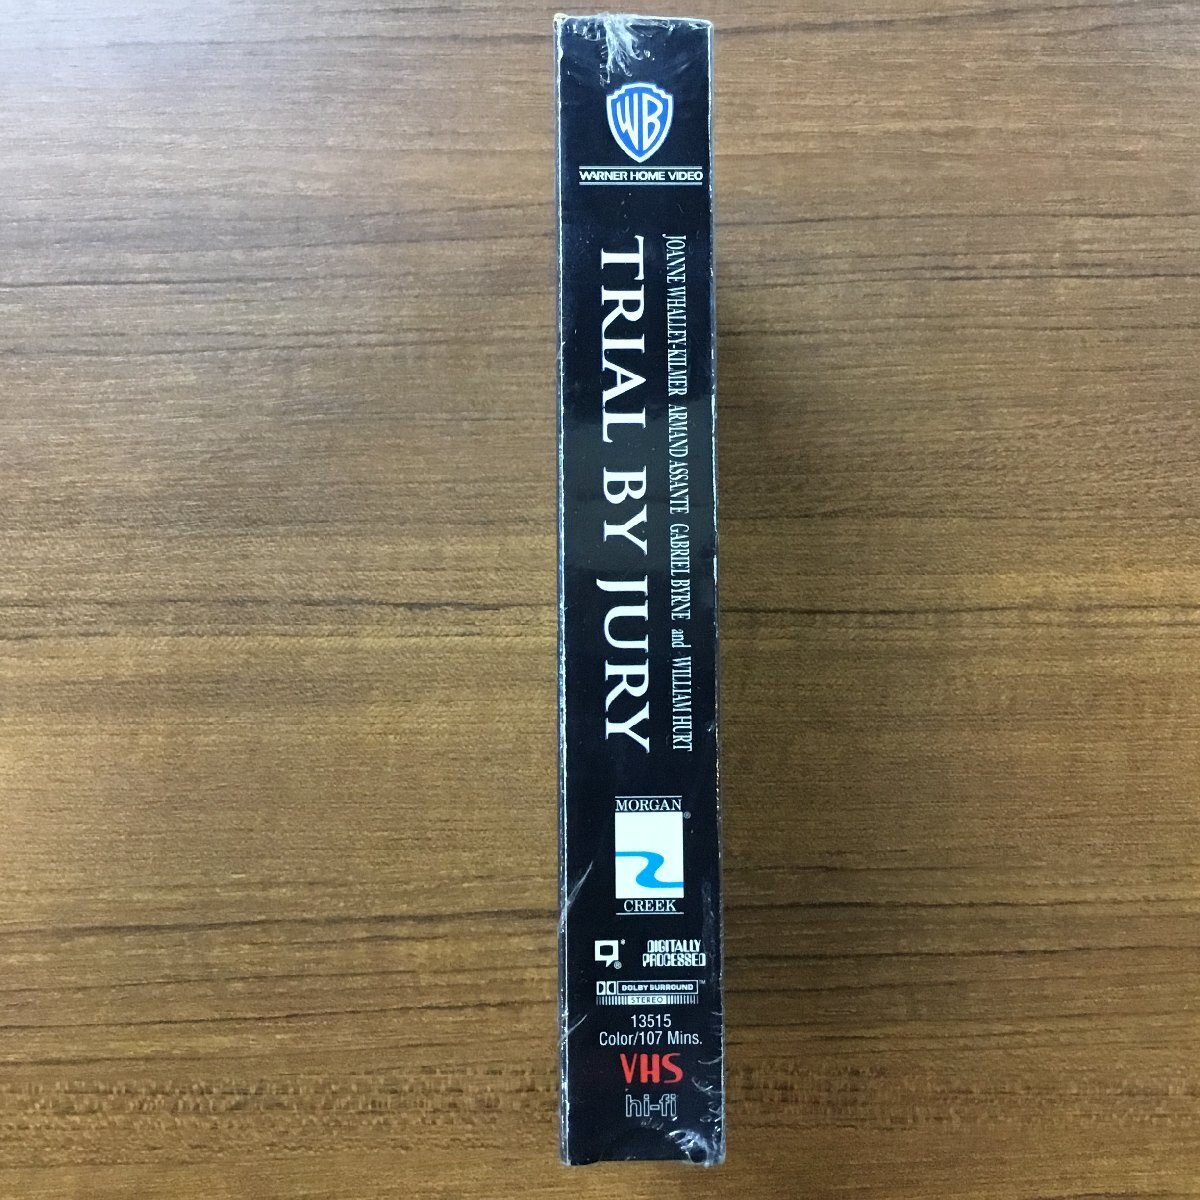 WB
WARNER HOME VIDEO
JOANNE WHALLEY-KILMER ARMAND ASSANTE GABRIEL BYRNE and WILLIAM HURT
TRIAL BY JURY
MORGAN
®
CREEK
®
DIGITALLY
PROCESSED
DOLBY SURROUND™
STEREO
13515
Color/107 Mins.
VHS
hi-fi